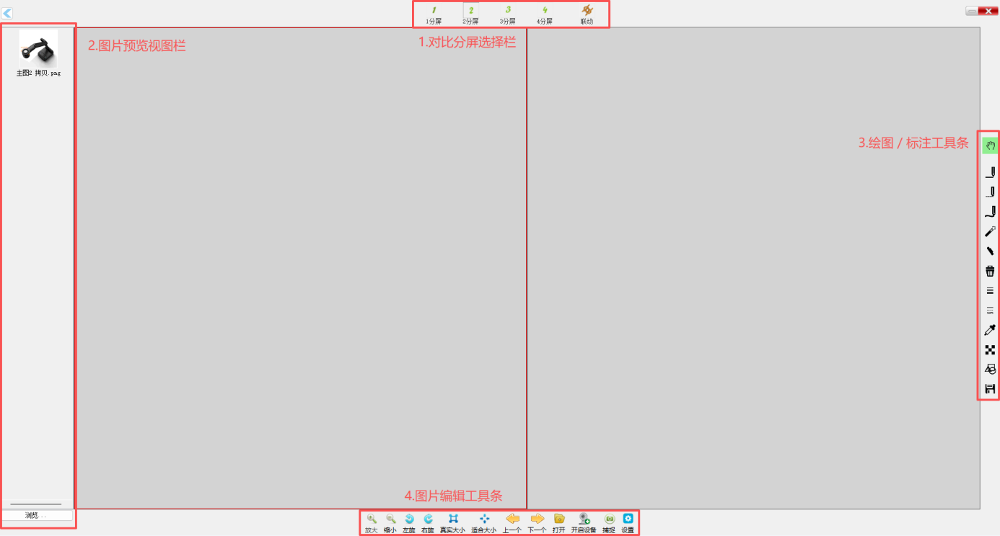 1 2 3 4
1分屏 2分屏 3分屏 4分屏 联动
1.对比分屏选择栏
2.图片预览视图栏
主图2 拷贝.png
3.绘图 / 标注工具条
4.图片编辑工具条
浏览...
放大 缩小 左旋 右旋 真实大小 适合大小 上一个 下一个 打开 开启设备 捕捉 设置